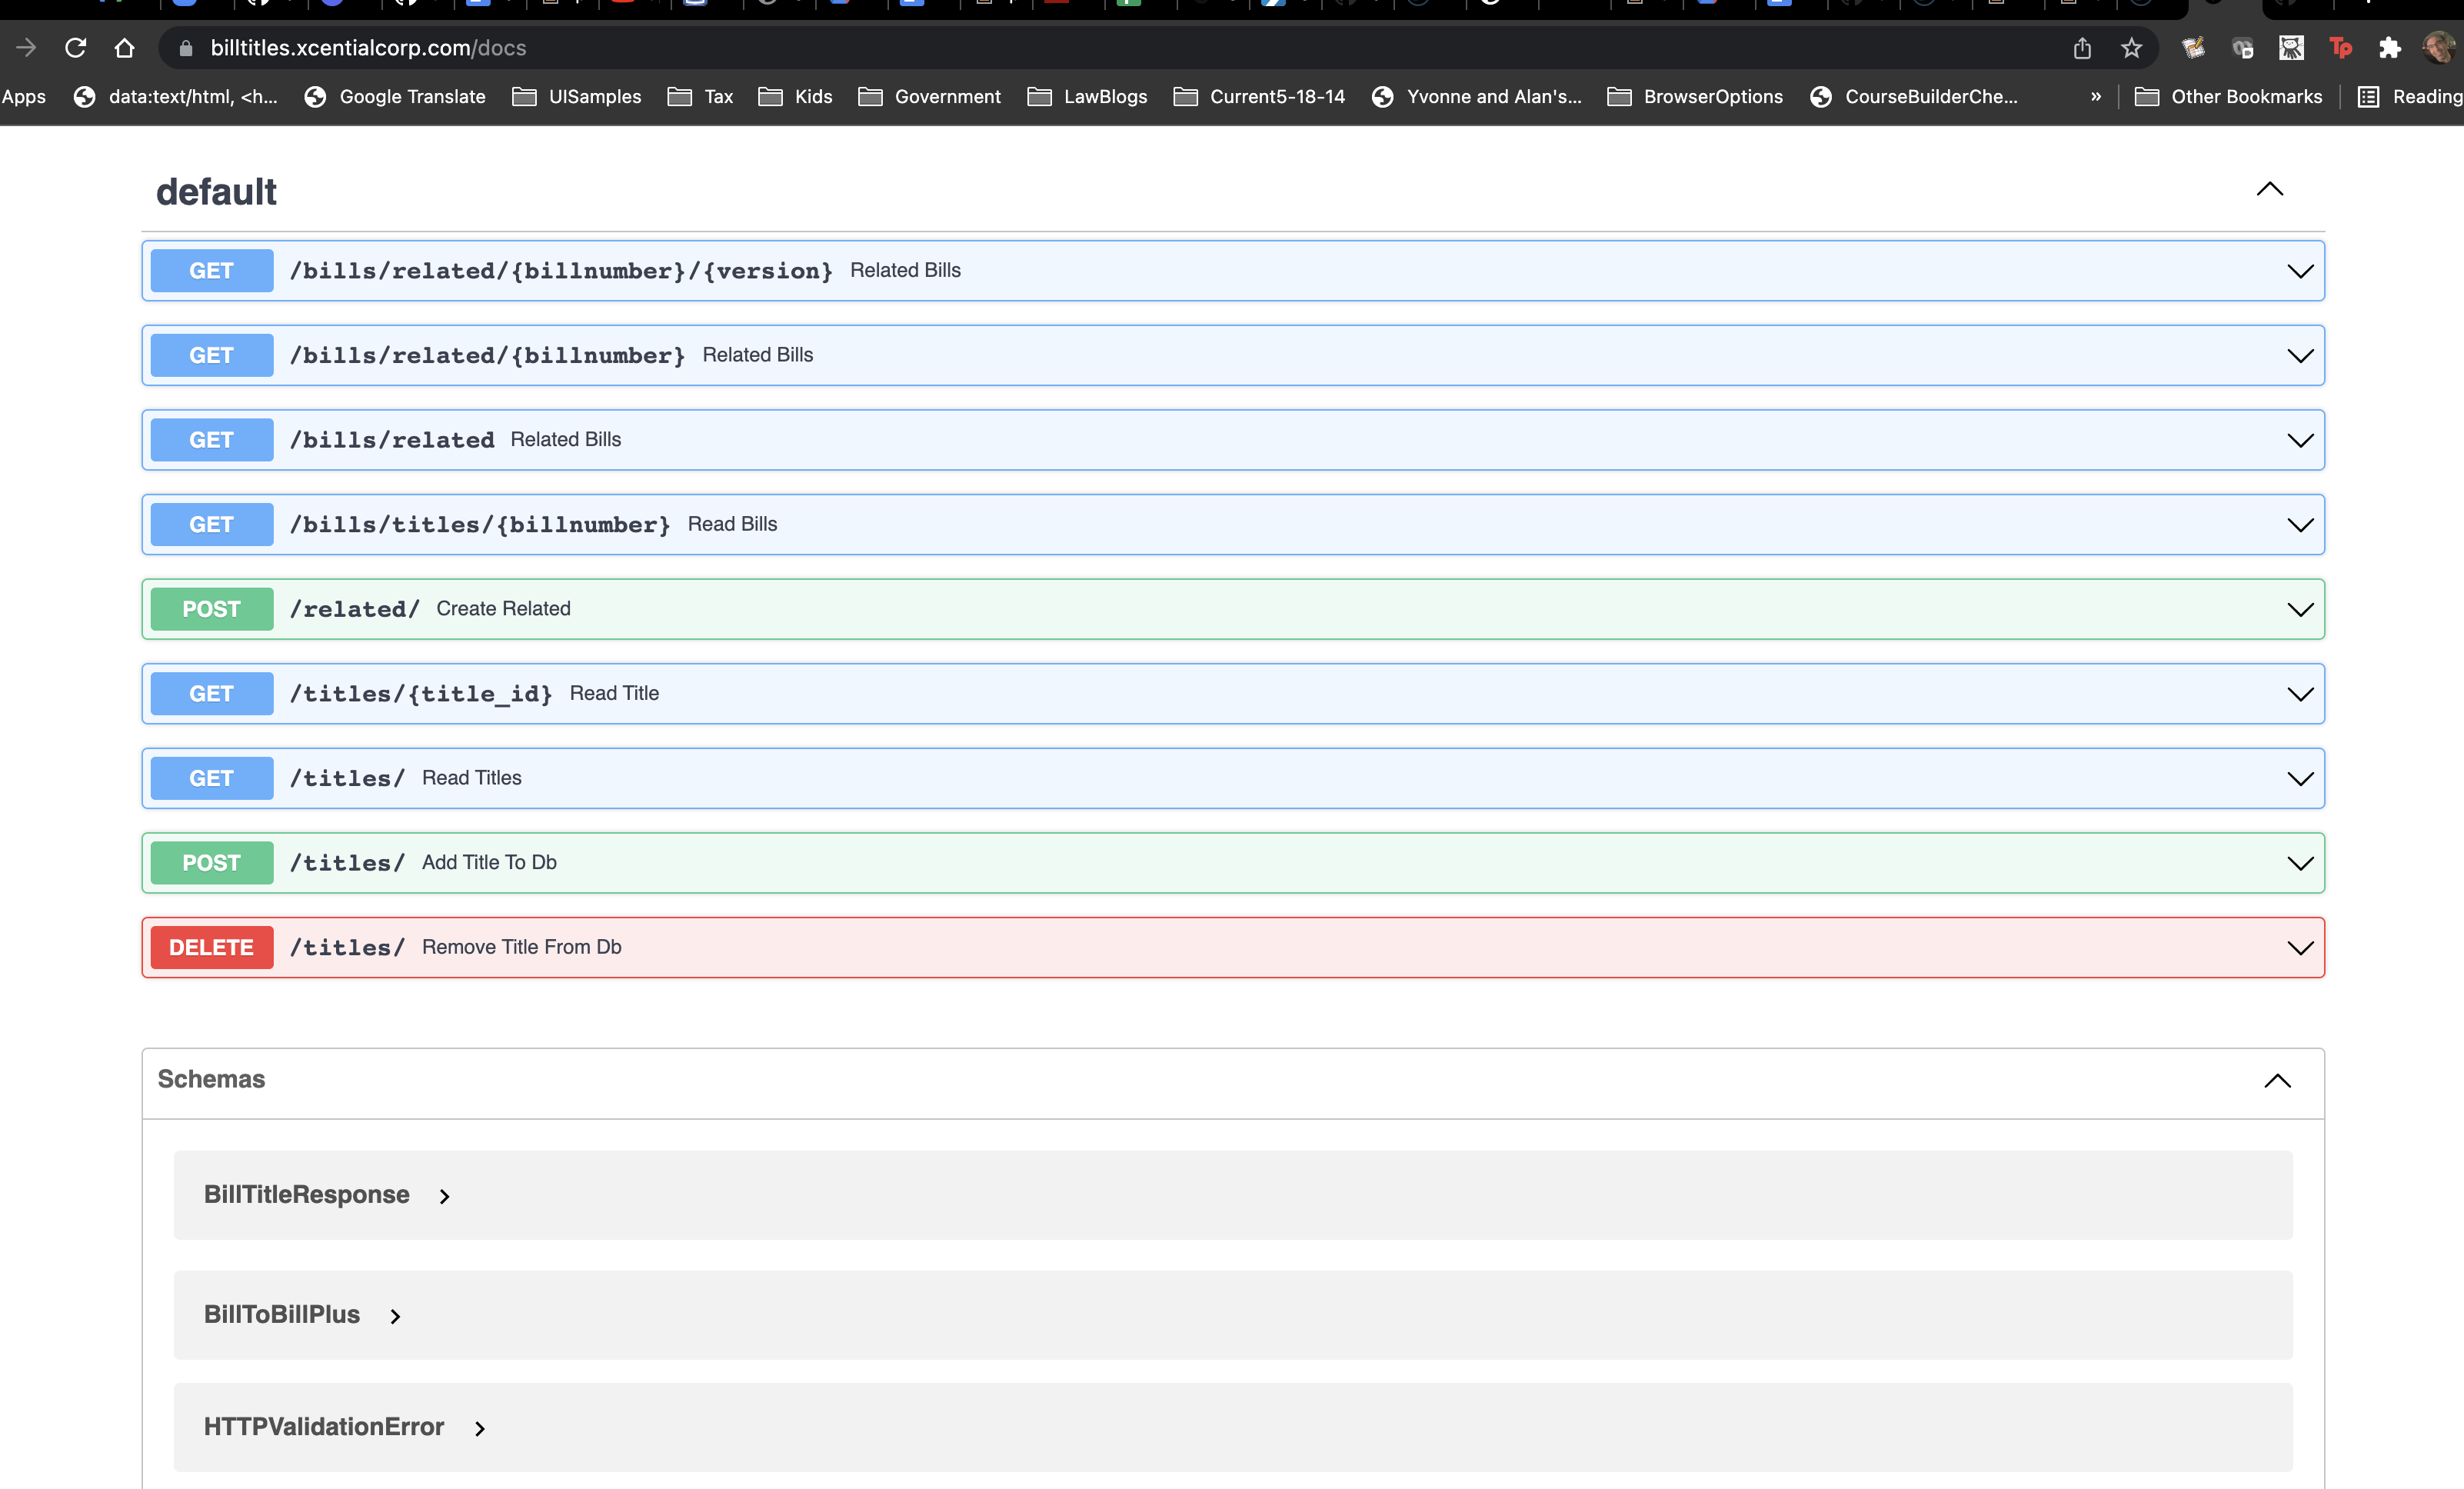 billtitles.xcentialcorp.com/docs
Tp
Apps data:text/html, <h... Google Translate UISamples Tax Kids Government LawBlogs Current5-18-14 Yvonne and Alan's... BrowserOptions CourseBuilderChe... » Other Bookmarks Reading
default
GET /bills/related/{billnumber}/{version} Related Bills
GET /bills/related/{billnumber} Related Bills
GET /bills/related Related Bills
GET /bills/titles/{billnumber} Read Bills
POST /related/ Create Related
GET /titles/{title_id} Read Title
GET /titles/ Read Titles
POST /titles/ Add Title To Db
DELETE /titles/ Remove Title From Db
Schemas
BillTitleResponse
BillToBillPlus
HTTPValidationError